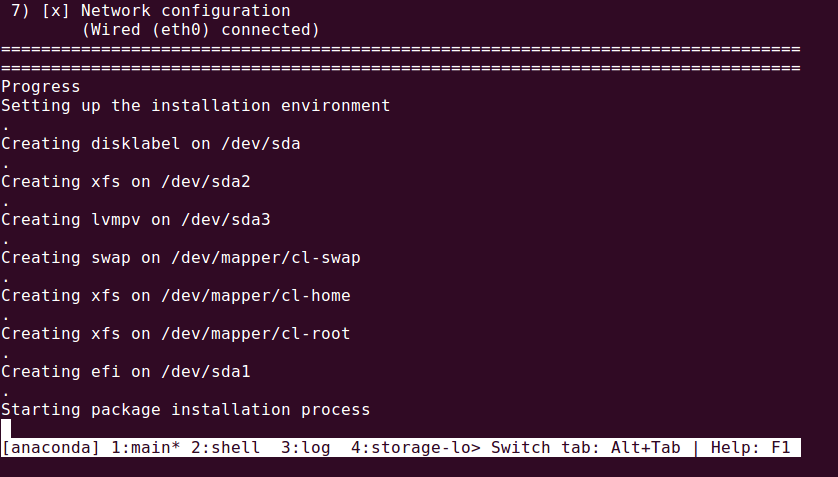 7) [x] Network configuration
(Wired (eth0) connected)
================================================================================
================================================================================
Progress
Setting up the installation environment
.
Creating disklabel on /dev/sda
.
Creating xfs on /dev/sda2
.
Creating lvmpv on /dev/sda3
.
Creating swap on /dev/mapper/cl-swap
.
Creating xfs on /dev/mapper/cl-home
.
Creating xfs on /dev/mapper/cl-root
.
Creating efi on /dev/sda1
.
Starting package installation process
[anaconda] 1:main* 2:shell  3:log  4:storage-lo> Switch tab: Alt+Tab | Help: F1